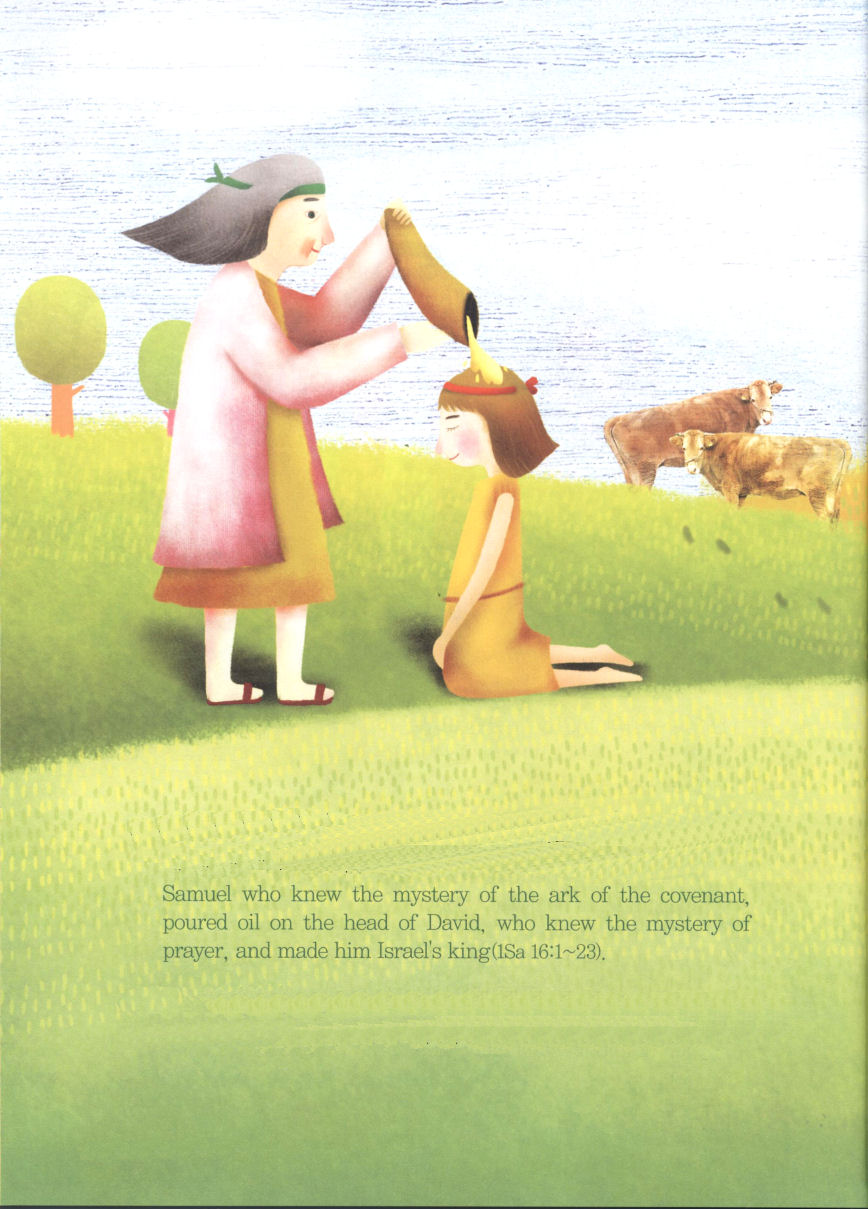 Samuel who knew the mystery of the ark of the covenant,
poured oil on the head of David, who knew the mystery of
prayer, and made him Israel's king(1Sa 16:1~23).